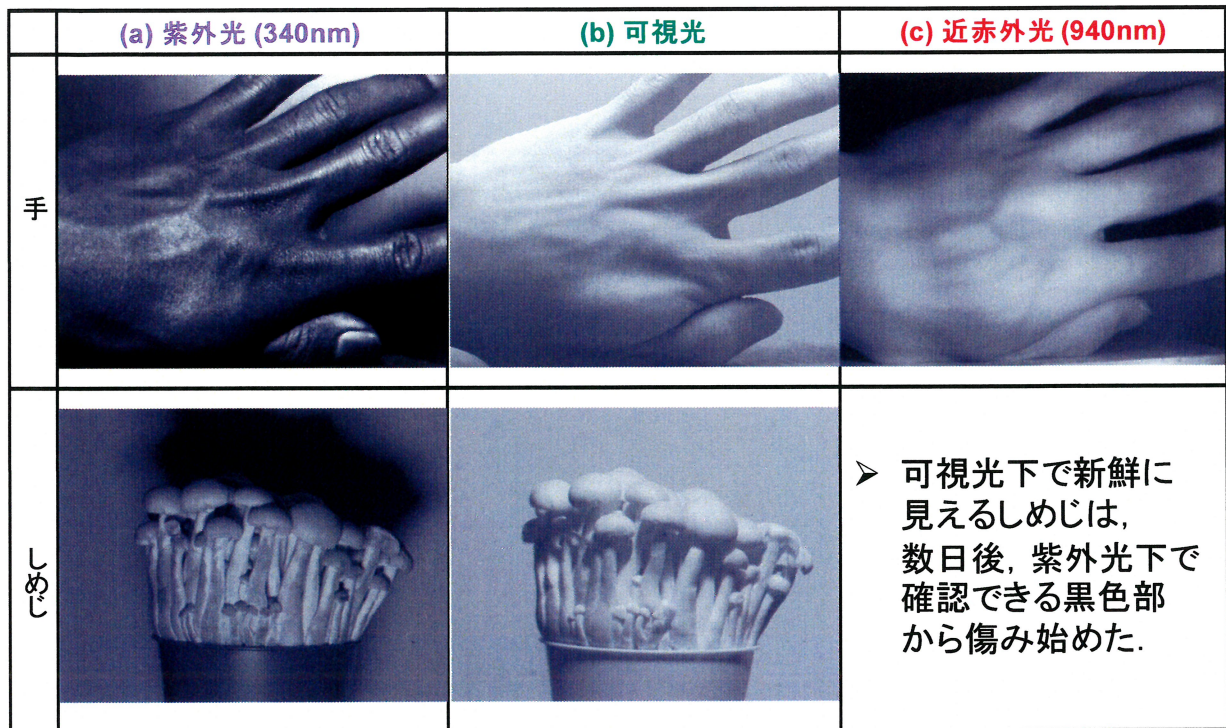 (a) 紫外光 (340nm)
(b) 可視光
(c) 近赤外光 (940nm)
手
しめじ
➢ 可視光下で新鮮に
見えるしめじは,
数日後, 紫外光下で
確認できる黒色部
から傷み始めた.